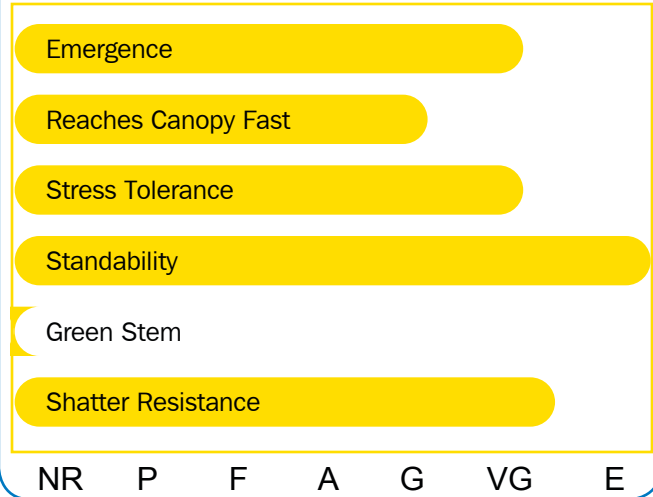 Emergence
Reaches Canopy Fast
Stress Tolerance
Standability
Green Stem
Shatter Resistance
NR P F A G VG E